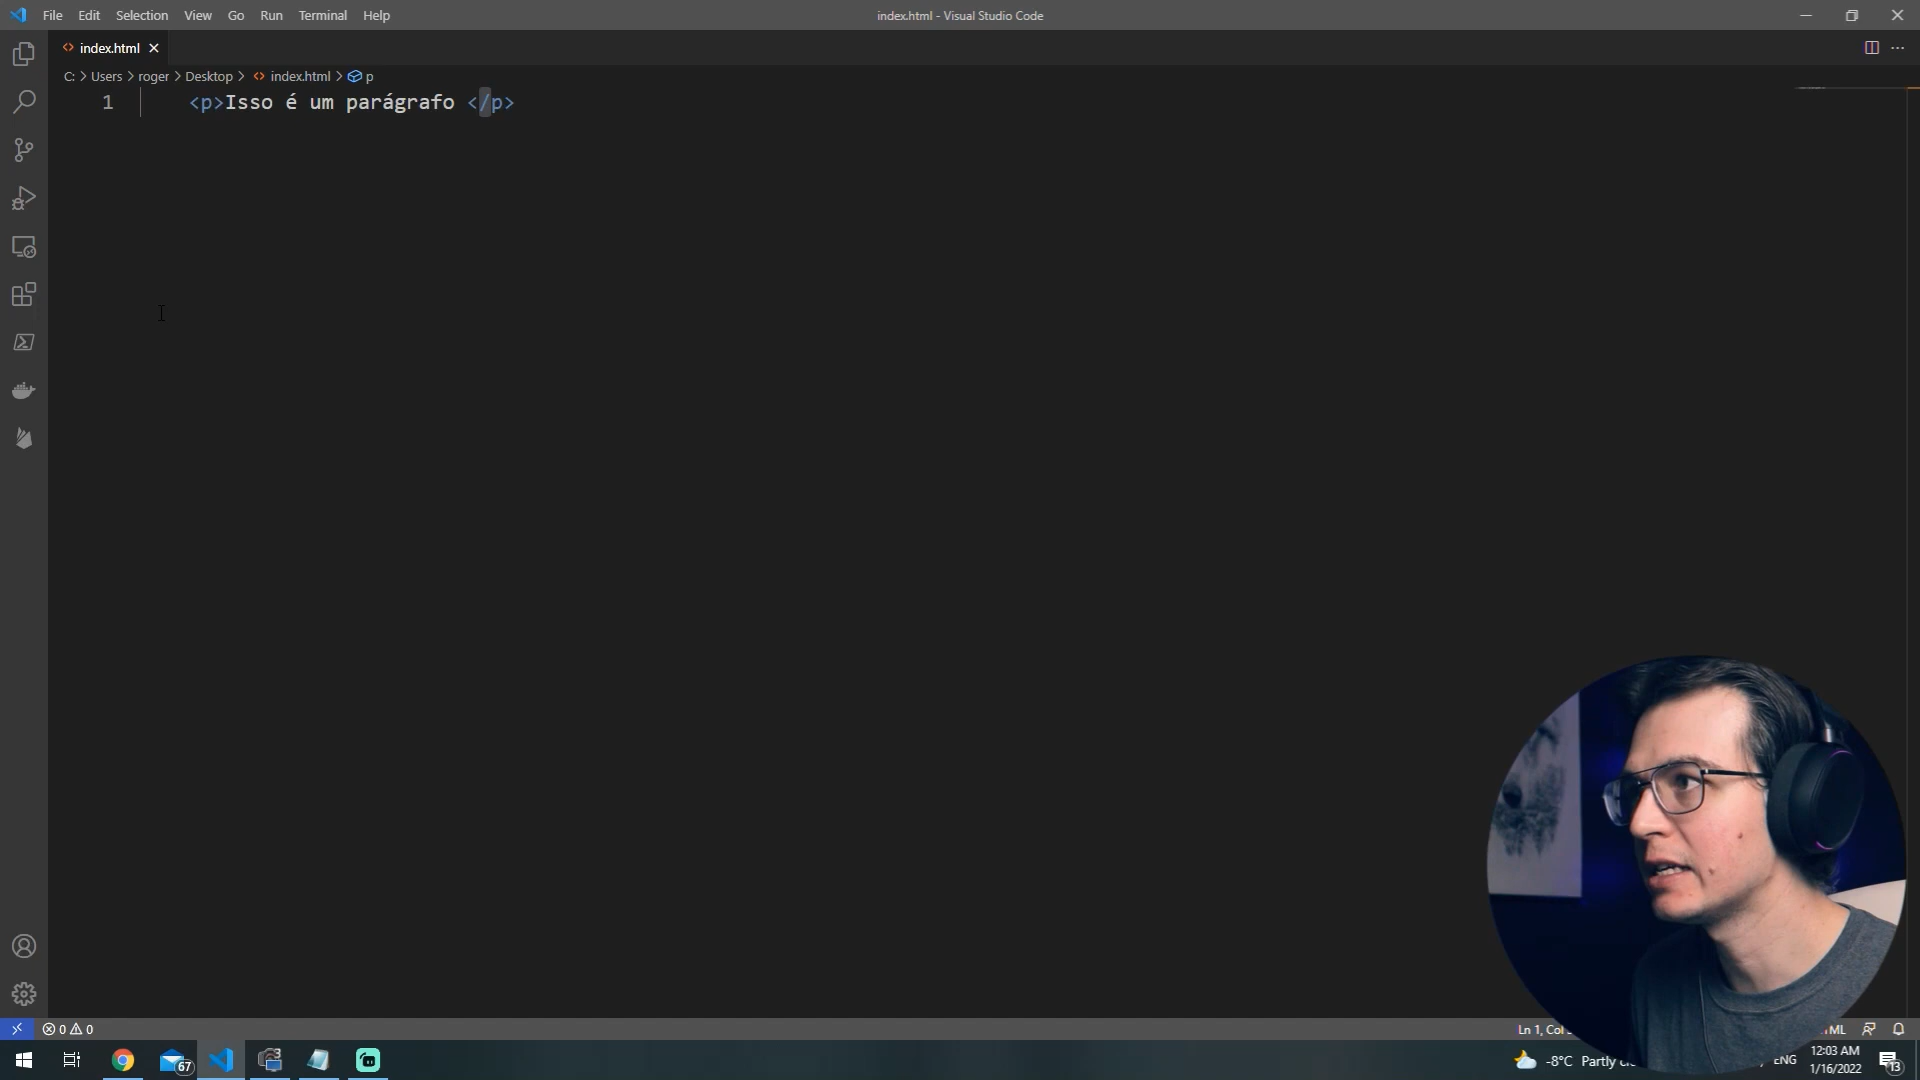 File Edit Selection View Go Run Terminal Help
index.html - Visual Studio Code
index.html
C: > Users > roger > Desktop > index.html > p
1 <p>Isso é um parágrafo </p>
0 0
Ln 1, Col
67
-8°C Partly
ENG
12:03 AM
1/16/2022
13